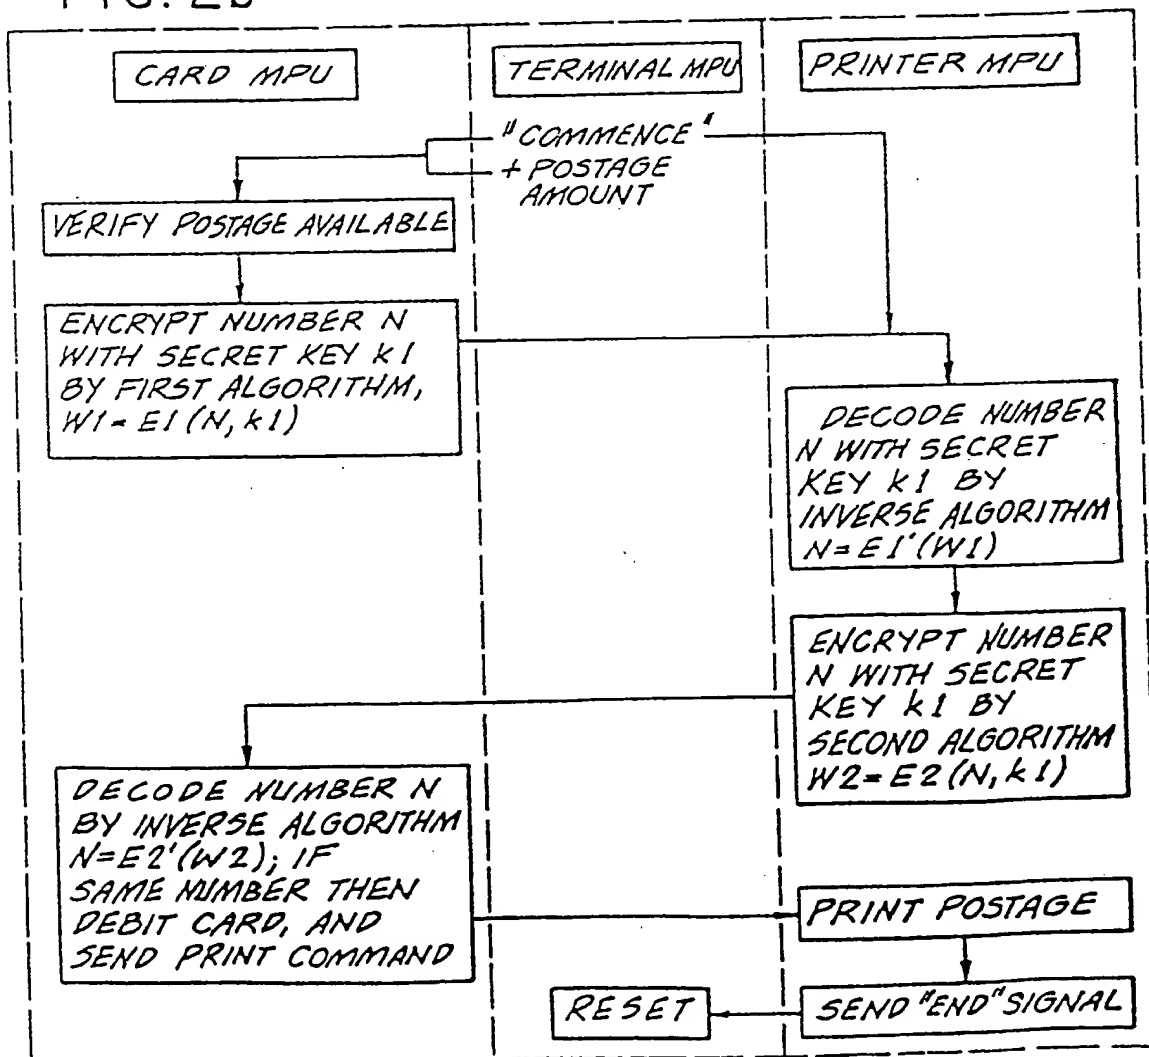 FIG. 2b
CARD MPU
TERMINAL MPU
PRINTER MPU
"COMMENCE"
+ POSTAGE
AMOUNT
VERIFY POSTAGE AVAILABLE
ENCRYPT NUMBER N
WITH SECRET KEY k1
BY FIRST ALGORITHM,
W1=E1(N,k1)
DECODE NUMBER
N WITH SECRET
KEY k1 BY
INVERSE ALGORITHM
N=E1'(W1)
ENCRYPT NUMBER
N WITH SECRET
KEY k1 BY
SECOND ALGORITHM
W2=E2(N,k1)
DECODE NUMBER N
BY INVERSE ALGORITHM
N=E2'(W2); IF
SAME NUMBER THEN
DEBIT CARD, AND
SEND PRINT COMMAND
PRINT POSTAGE
SEND "END" SIGNAL
RESET